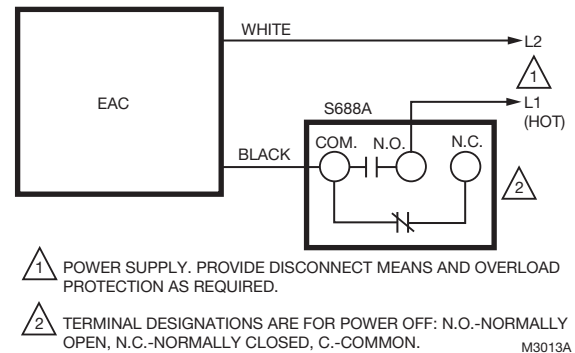 WHITE
L2
1
EAC
S688A
L1
(HOT)
COM. N.O. N.C.
BLACK
2
1 POWER SUPPLY. PROVIDE DISCONNECT MEANS AND OVERLOAD
PROTECTION AS REQUIRED.
2 TERMINAL DESIGNATIONS ARE FOR POWER OFF: N.O.-NORMALLY
OPEN, N.C.-NORMALLY CLOSED, C.-COMMON.
M3013A